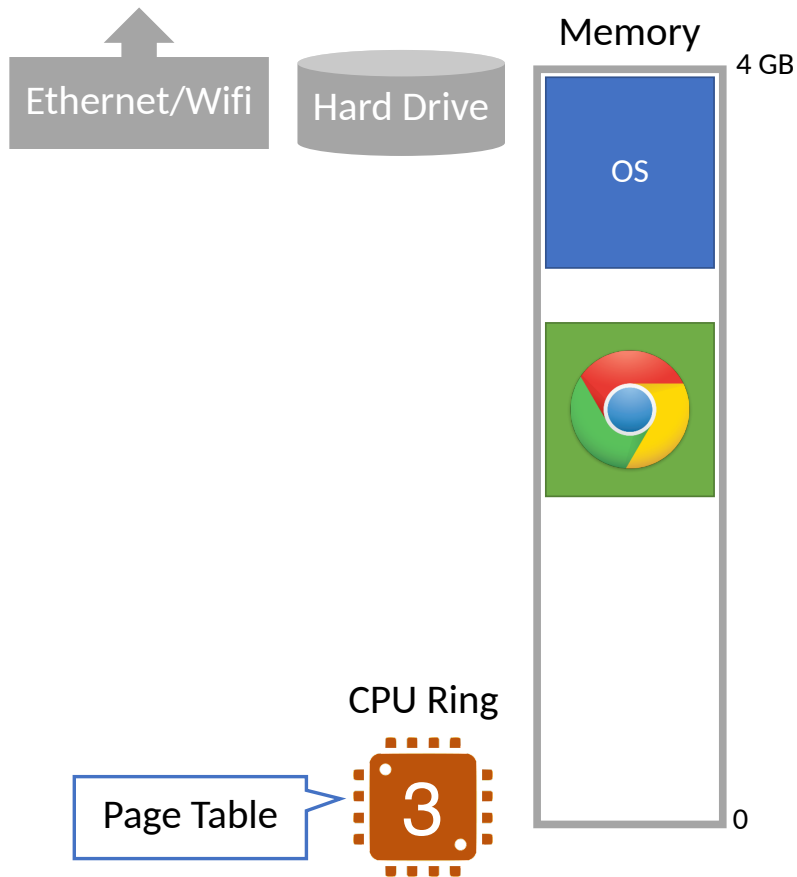 Memory
4 GB
Ethernet/Wifi
Hard Drive
OS
CPU Ring
3
Page Table
0